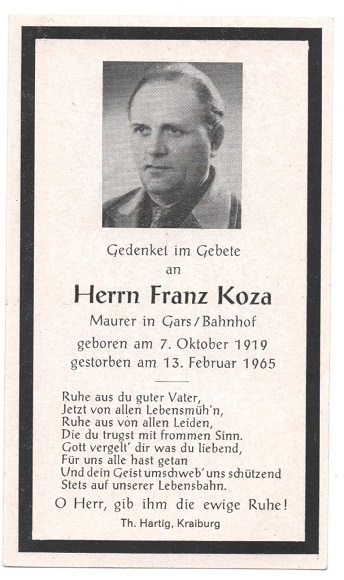 Gedenket im Gebete
an
Herrn Franz Koza
Maurer in Gars/Bahnhof
geboren am 7. Oktober 1919
gestorben am 13. Februar 1965
Ruhe aus du guter Vater,
Jetzt von allen Lebensmüh'n,
Ruhe aus von allen Leiden,
Die du trugst mit frommen Sinn.
Gott vergelt' dir was du liebend,
Für uns alle hast getan
Und dein Geist umschweb' uns schützend
Stets auf unserer Lebensbahn.
O Herr, gib ihm die ewige Ruhe!
Th. Hartig, Kraiburg